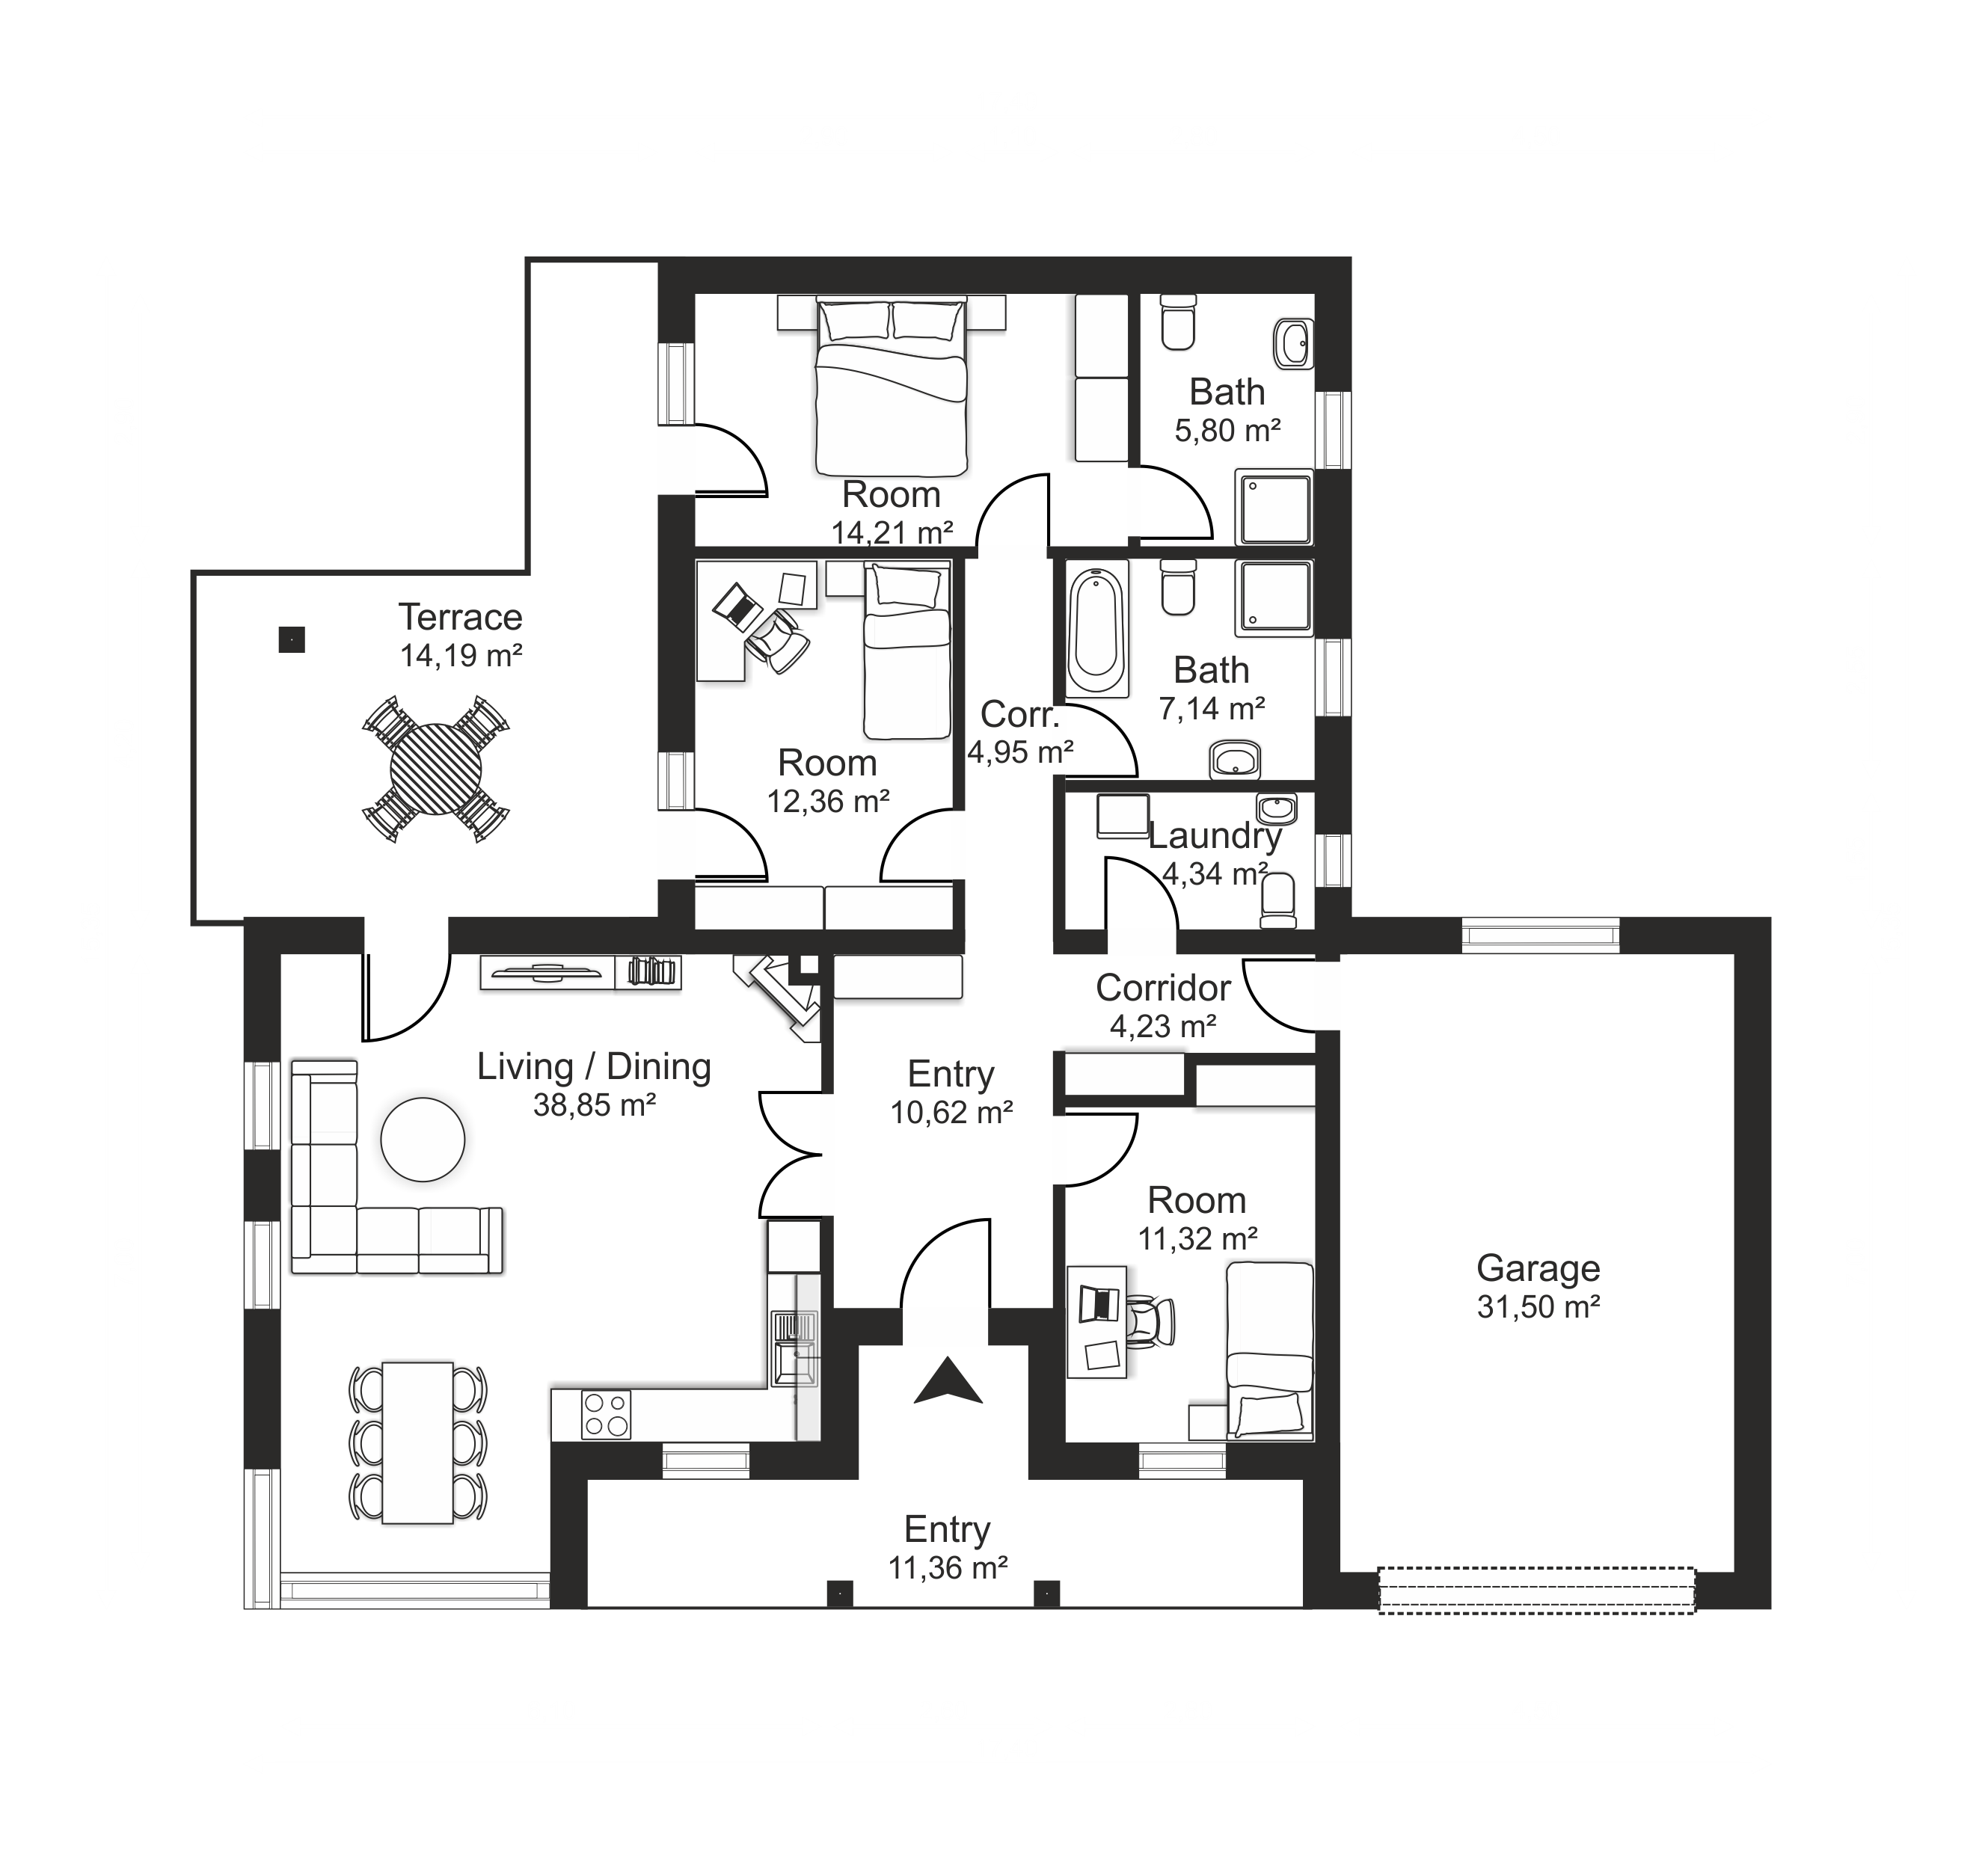 Bath
5,80 m²
Room
14,21 m²
Terrace
14,19 m²
Bath
7,14 m²
Corr.
4,95 m²
Room
12,36 m²
Laundry
4,34 m²
Corridor
4,23 m²
Living / Dining
38,85 m²
Entry
10,62 m²
Room
11,32 m²
Garage
31,50 m²
Entry
11,36 m²